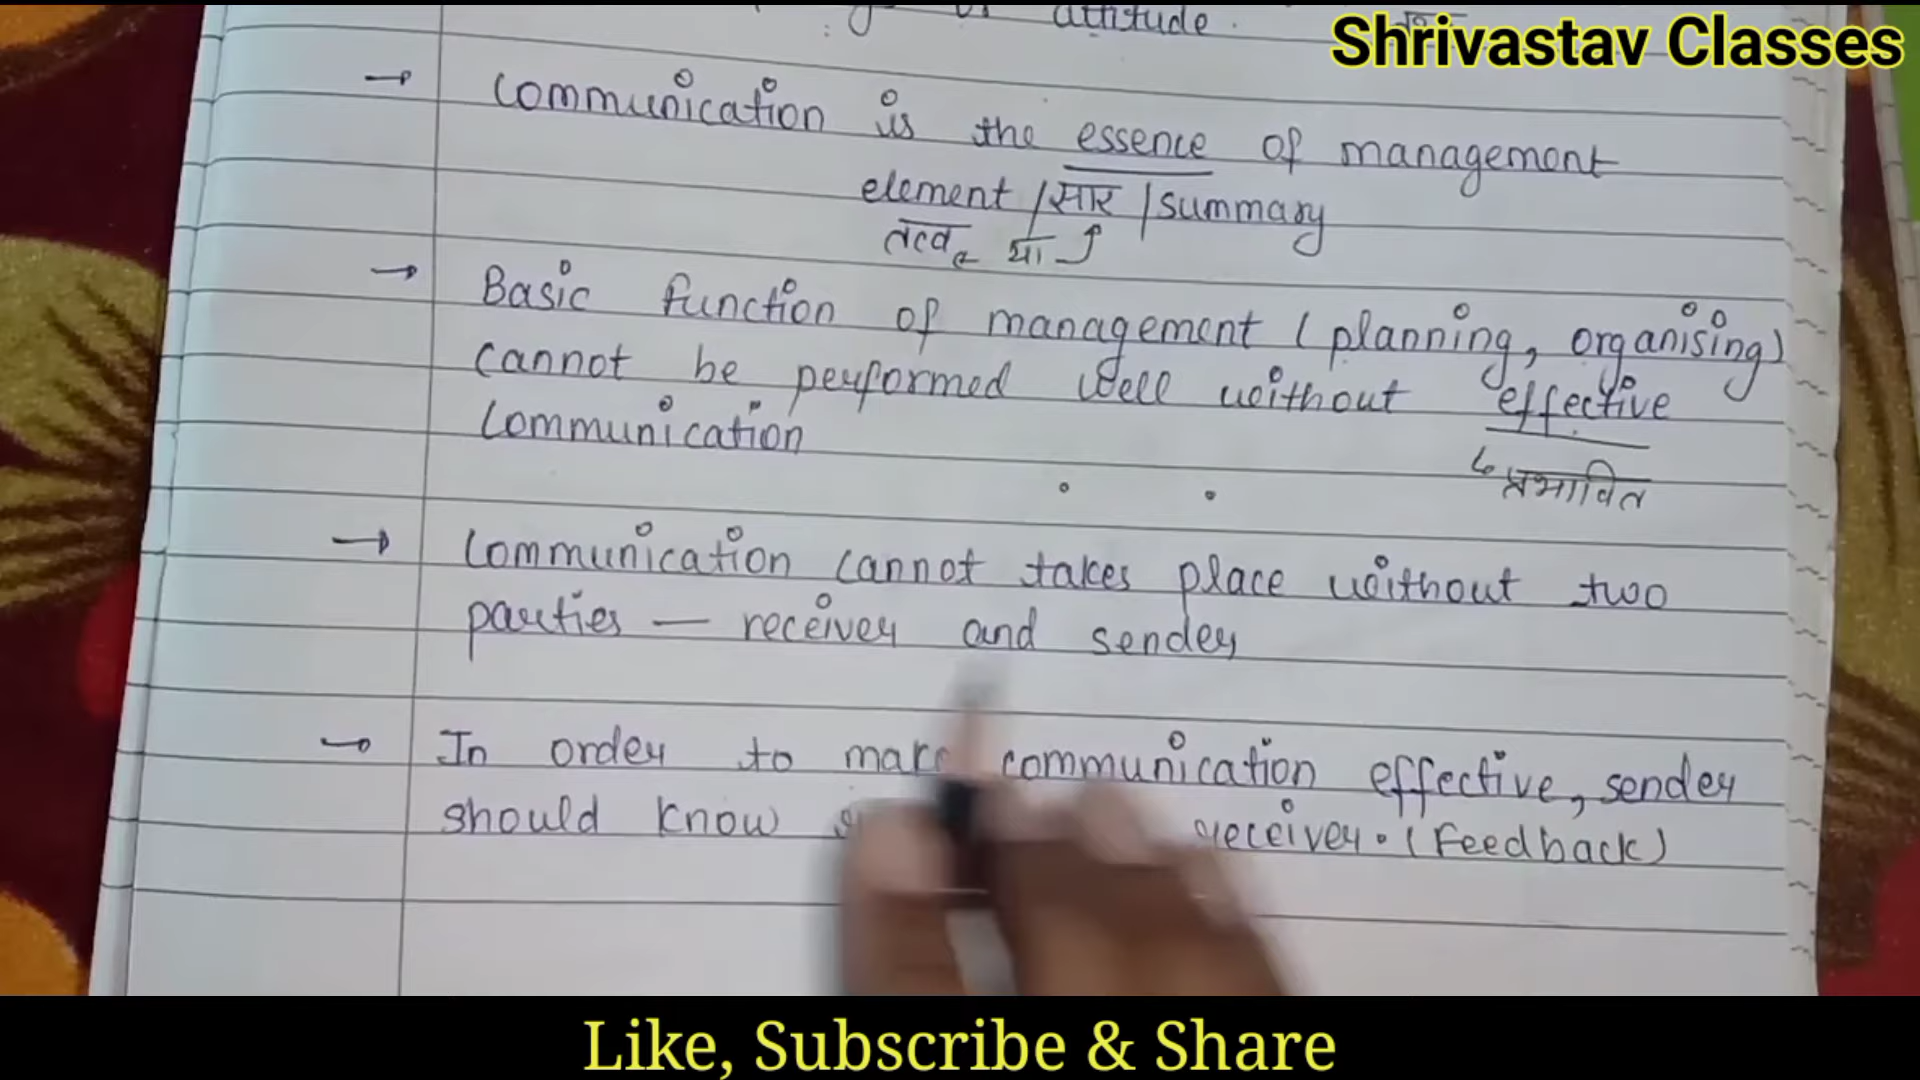 attitude.
Shrivastav Classes
→ Communication is the essence of management
element / सार / summary
तत्व या
→ Basic function of management (planning, organising)
cannot be performed well without effective
Communication
प्रभावित
→ Communication cannot takes place without two
parties — receiver and sender
→ In order to make communication effective, sender
should know receiver. (Feedback)
Like, Subscribe & Share